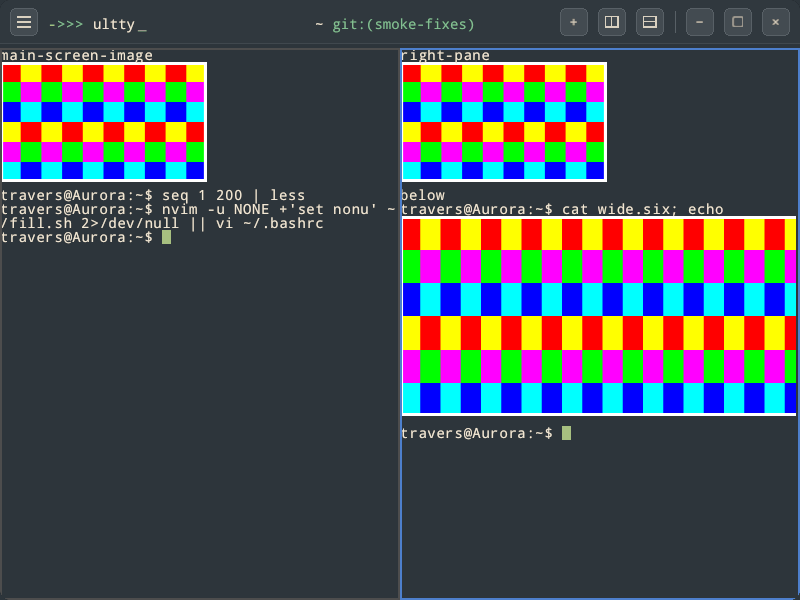 ->>> ultty_
~ git:(smoke-fixes)
main-screen-image
travers@Aurora:~$ seq 1 200 | less
travers@Aurora:~$ nvim -u NONE +'set nonu' ~
/fill.sh 2>/dev/null || vi ~/.bashrc
travers@Aurora:~$
right-pane
below
travers@Aurora:~$ cat wide.six; echo
travers@Aurora:~$